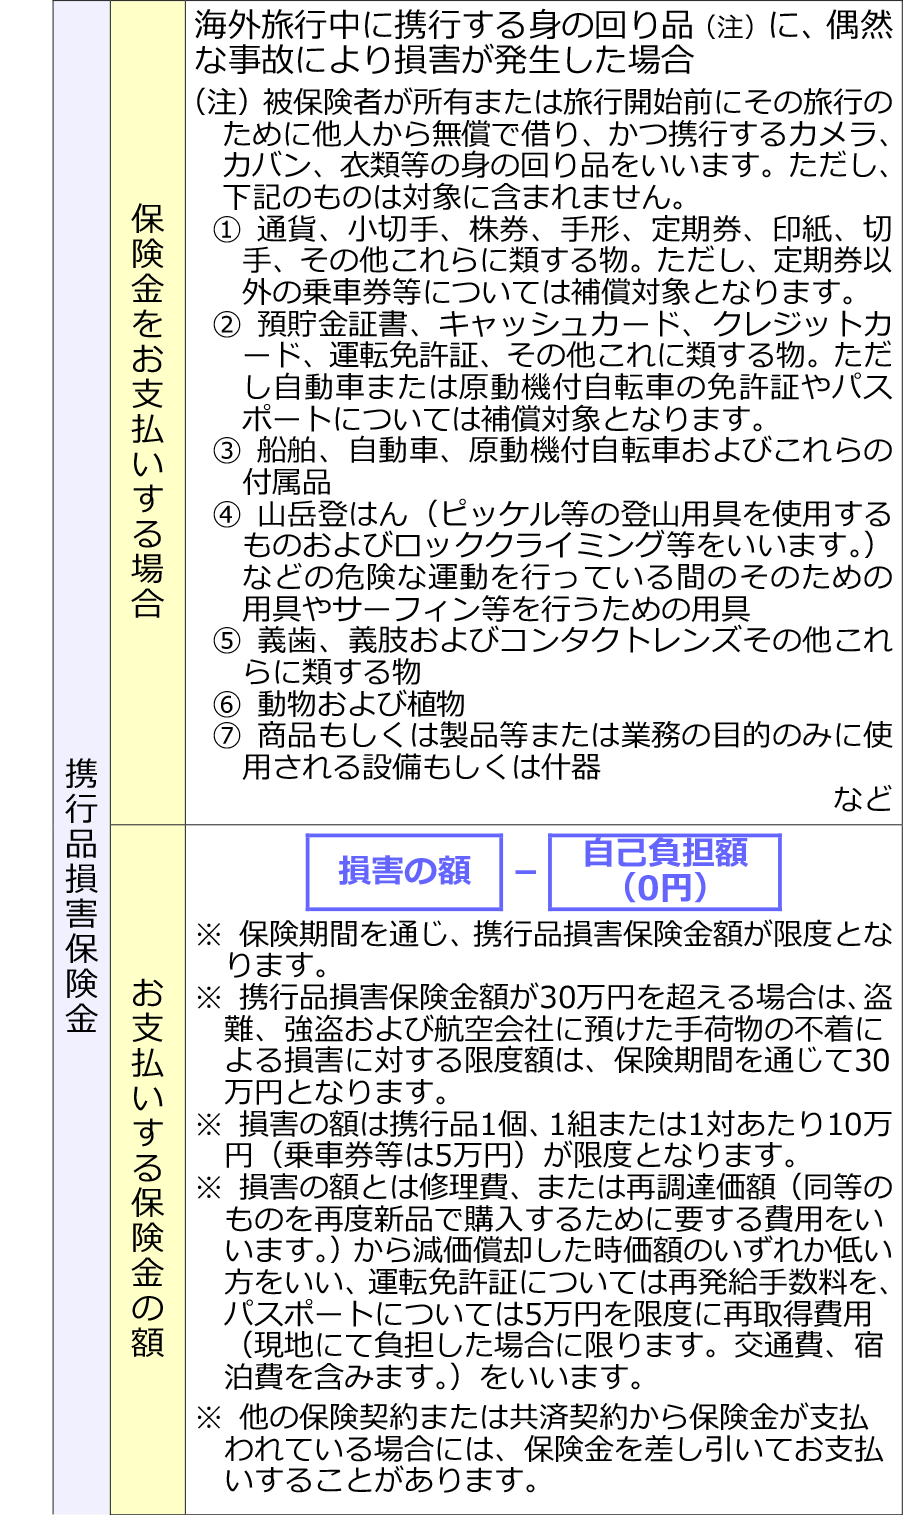 携行品損害保険金
保険金をお支払いする場合
海外旅行中に携行する身の回り品（注）に、偶然
な事故により損害が発生した場合
（注）被保険者が所有または旅行開始前にその旅行の
ために他人から無償で借り、かつ携行するカメラ、
カバン、衣類等の身の回り品をいいます。ただし、
下記のものは対象に含まれません。
① 通貨、小切手、株券、手形、定期券、印紙、切
手、その他これらに類する物。ただし、定期券以
外の乗車券等については補償対象となります。
② 預貯金証書、キャッシュカード、クレジットカ
ード、運転免許証、その他これに類する物。ただ
し自動車または原動機付自転車の免許証やパス
ポートについては補償対象となります。
③ 船舶、自動車、原動機付自転車およびこれらの
付属品
④ 山岳登はん（ピッケル等の登山用具を使用する
ものおよびロッククライミング等をいいます。）
などの危険な運動を行っている間のそのための
用具やサーフィン等を行うための用具
⑤ 義歯、義肢およびコンタクトレンズその他これ
らに類する物
⑥ 動物および植物
⑦ 商品もしくは製品等または業務の目的のみに使
用される設備もしくは什器
など
お支払いする保険金の額
損害の額 － 自己負担額
（0円）
※ 保険期間を通じ、携行品損害保険金額が限度とな
ります。
※ 携行品損害保険金額が30万円を超える場合は、盗
難、強盗および航空会社に預けた手荷物の不着に
よる損害に対する限度額は、保険期間を通じて30
万円となります。
※ 損害の額は携行品1個、1組または1対あたり10万
円（乗車券等は5万円）が限度となります。
※ 損害の額とは修理費、または再調達価額（同等の
ものを再度新品で購入するために要する費用をい
います。）から減価償却した時価額のいずれか低い
方をいい、運転免許証については再発給手数料を、
パスポートについては5万円を限度に再取得費用
（現地にて負担した場合に限ります。交通費、宿
泊費を含みます。）をいいます。
※ 他の保険契約または共済契約から保険金が支払
われている場合には、保険金を差し引いてお支払
いすることがあります。